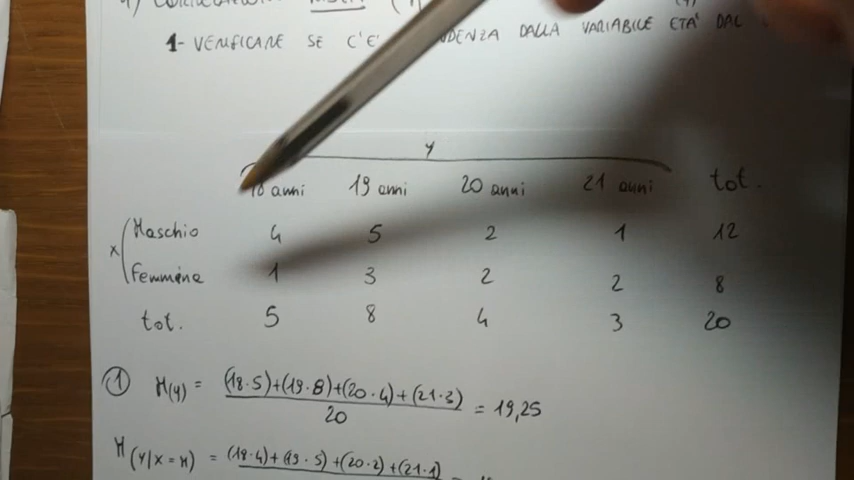 1- VERIFICARE SE C'E' DALLA VARIABILE ETA' DAL
y
18 anni 19 anni 20 anni 21 anni tot.
x Maschio 4 5 2 1 12
Femmina 1 3 2 2 8
tot. 5 8 4 3 20
① M(y) = (18·5)+(19·8)+(20·4)+(21·3) = 19,25
20
M(y/x=M) = (18·4)+(19·5)+(20·2)+(21·1) =